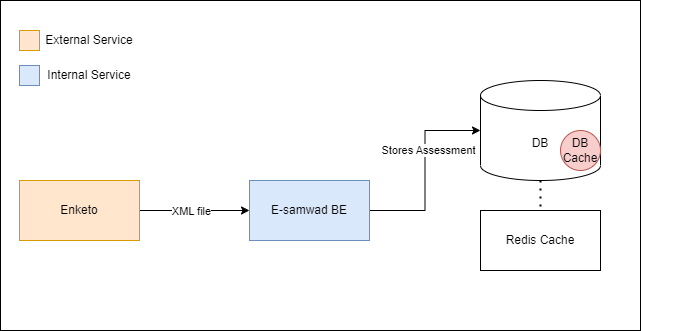 External Service
Internal Service
DB
DB
Cache
Stores Assessment
Enketo
XML file
E-samwad BE
Redis Cache